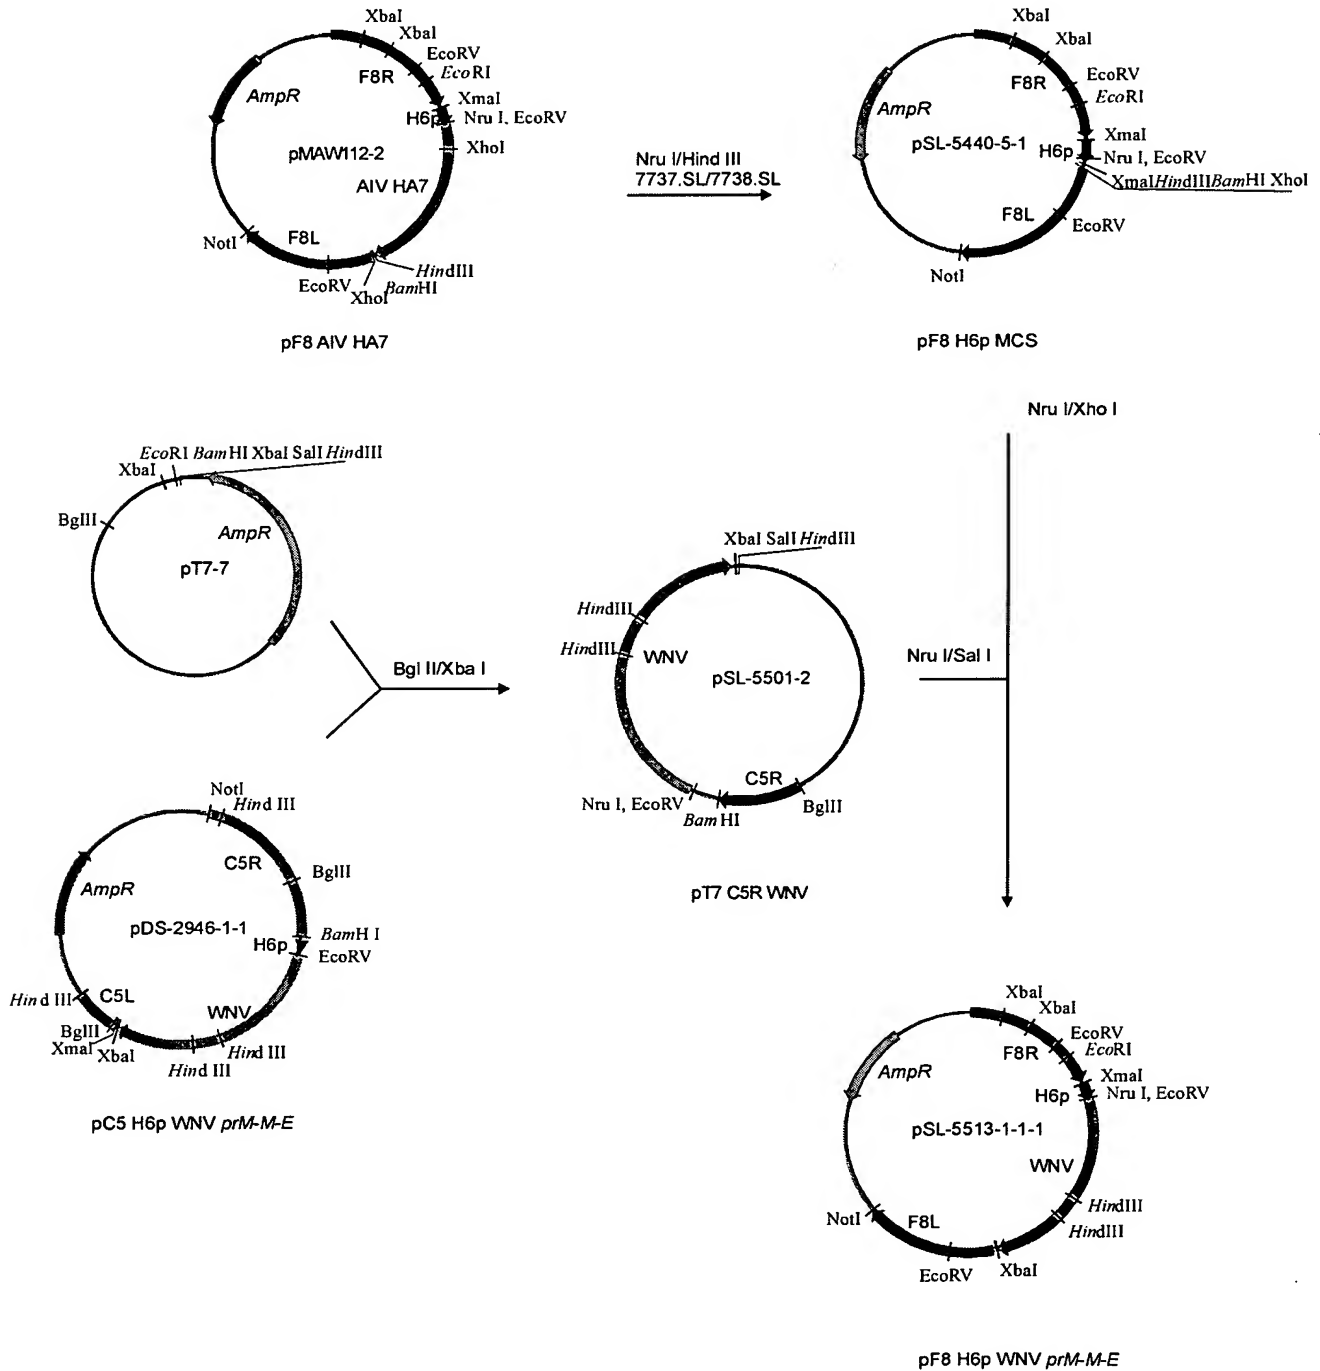 XbaI
XbaI
EcoRV
EcoRI
F8R
AmpR
XmaI
H6p
Nru I, EcoRV
pMAW112-2
XhoI
AIV HA7
NotI
F8L
HindIII
EcoRV
BamHI
XhoI
pF8 AIV HA7
Nru I/Hind III
7737.SL/7738.SL
XbaI
XbaI
EcoRV
F8R
EcoRI
AmpR
XmaI
pSL-5440-5-1
H6p
Nru I, EcoRV
XmaI HindIII BamHI XhoI
F8L
EcoRV
NotI
pF8 H6p MCS
Nru I/Xho I
EcoRI BamHI XbaI SalI HindIII
XbaI
BglII
AmpR
pT7-7
Bgl II/Xba I
XbaI SalI HindIII
HindIII
HindIII
WNV
pSL-5501-2
Nru I/Sal I
C5R
Nru I, EcoRV
BglII
BamHI
pT7 C5R WNV
NotI
Hind III
C5R
BglII
AmpR
pDS-2946-1-1
BamH I
H6p
EcoRV
Hind III
C5L
WNV
BglII
XmaI
XbaI
Hind III
Hind III
pC5 H6p WNV prM-M-E
XbaI
XbaI
EcoRV
F8R
EcoRI
AmpR
XmaI
H6p
Nru I, EcoRV
pSL-5513-1-1-1
WNV
HindIII
NotI
F8L
HindIII
EcoRV
XbaI
pF8 H6p WNV prM-M-E